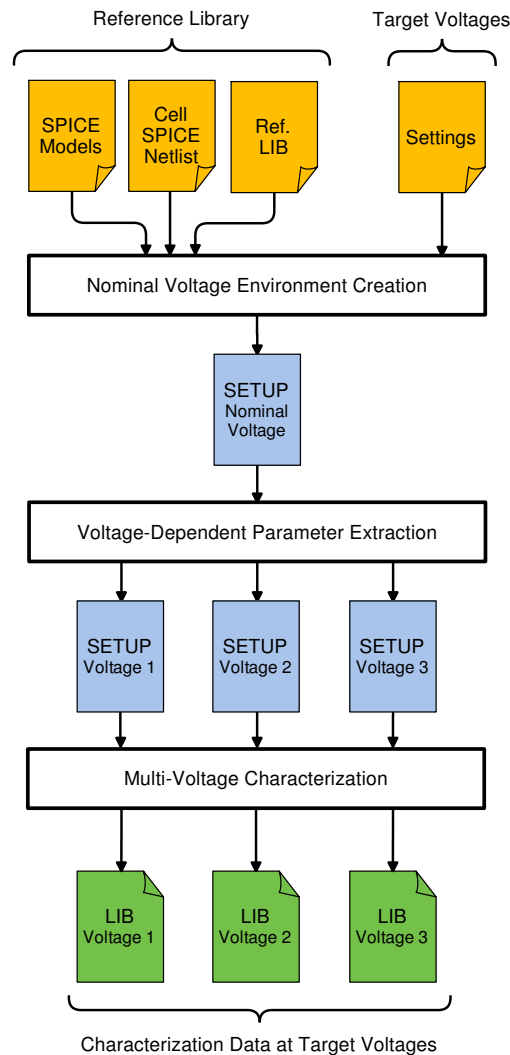 Reference Library
Target Voltages
SPICE
Models
Cell
SPICE
Netlist
Ref.
LIB
Settings
Nominal Voltage Environment Creation
SETUP
Nominal
Voltage
Voltage-Dependent Parameter Extraction
SETUP
Voltage 1
SETUP
Voltage 2
SETUP
Voltage 3
Multi-Voltage Characterization
LIB
Voltage 1
LIB
Voltage 2
LIB
Voltage 3
Characterization Data at Target Voltages